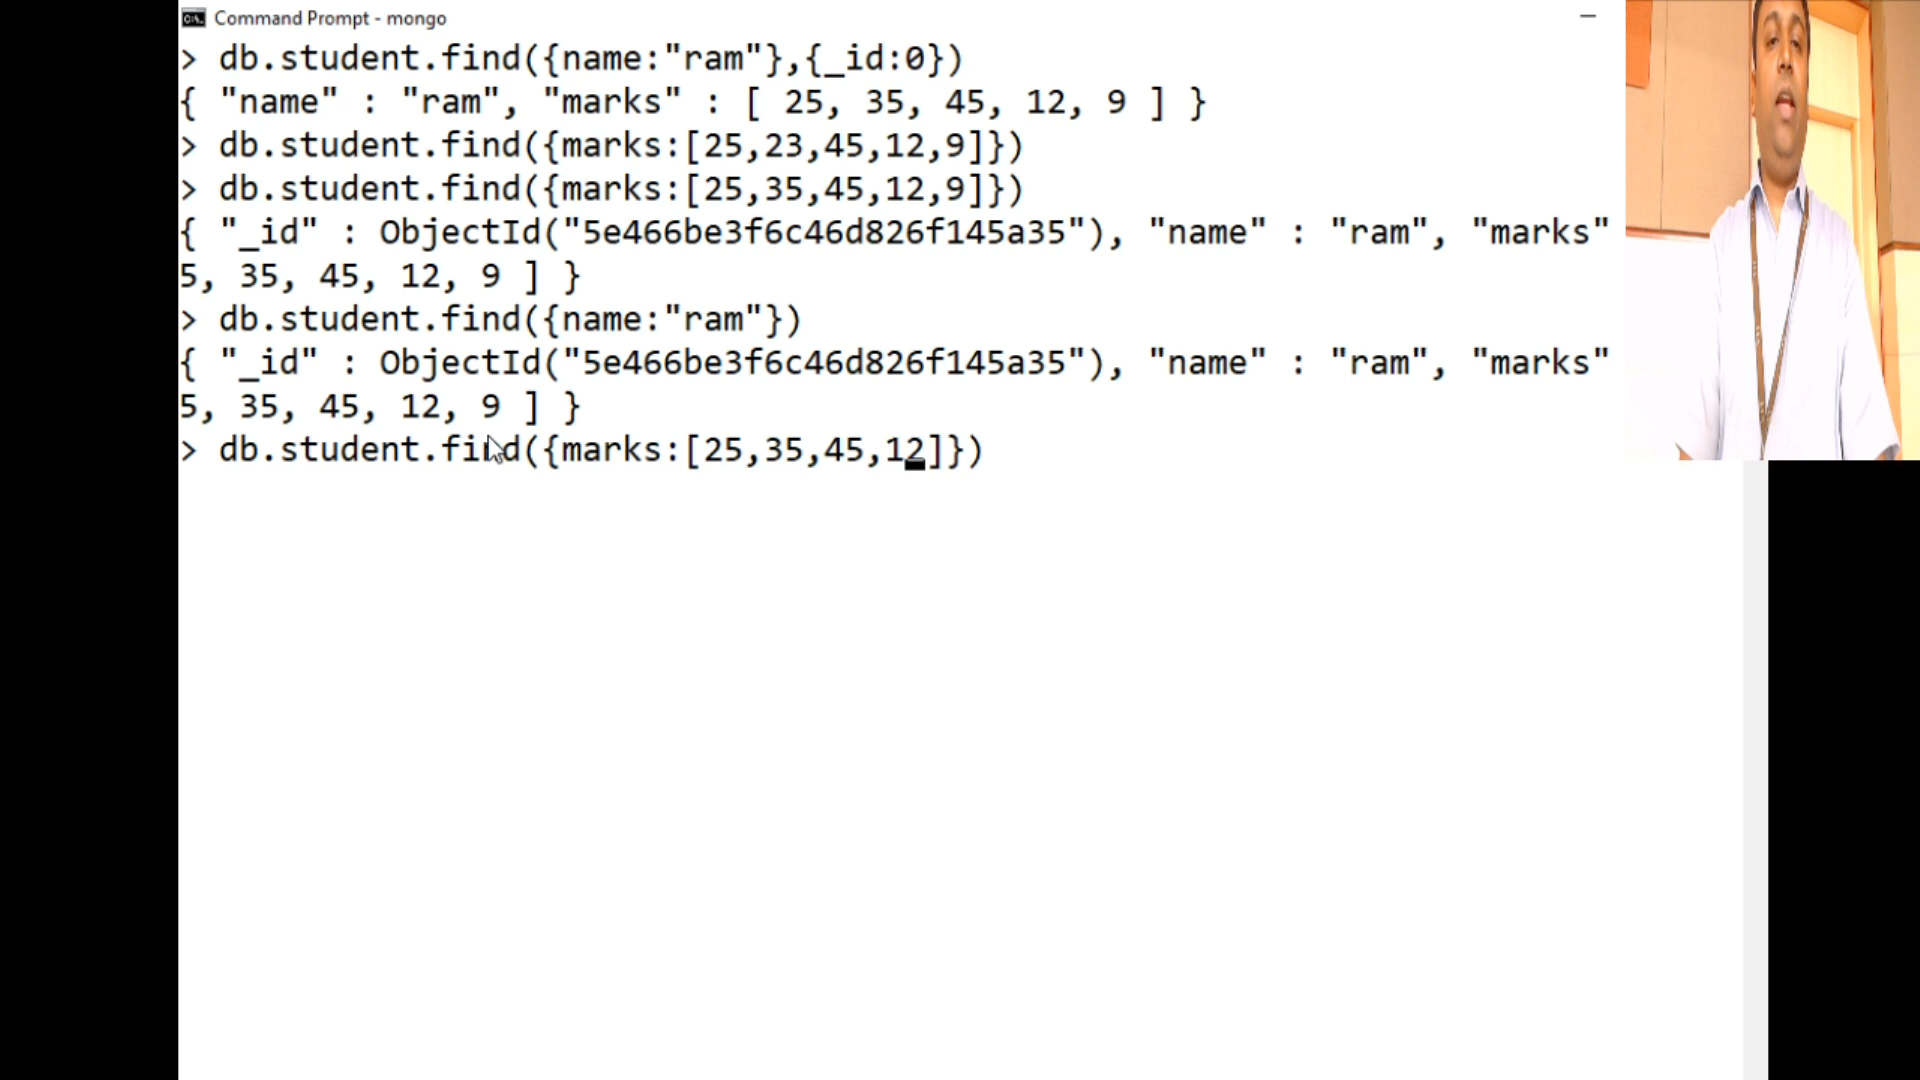 Command Prompt - mongo
> db.student.find({name:"ram"},{_id:0})
{ "name" : "ram", "marks" : [ 25, 35, 45, 12, 9 ] }
> db.student.find({marks:[25,23,45,12,9]})
> db.student.find({marks:[25,35,45,12,9]})
{ "_id" : ObjectId("5e466be3f6c46d826f145a35"), "name" : "ram", "marks"
5, 35, 45, 12, 9 ] }
> db.student.find({name:"ram"})
{ "_id" : ObjectId("5e466be3f6c46d826f145a35"), "name" : "ram", "marks"
5, 35, 45, 12, 9 ] }
> db.student.find({marks:[25,35,45,12]})